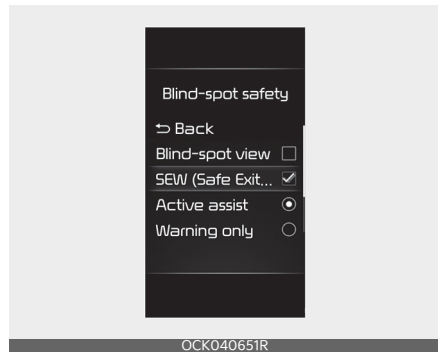 Blind-spot safety
Back
Blind-spot view
SEW (Safe Exit...
Active assist
Warning only
OCK040651R